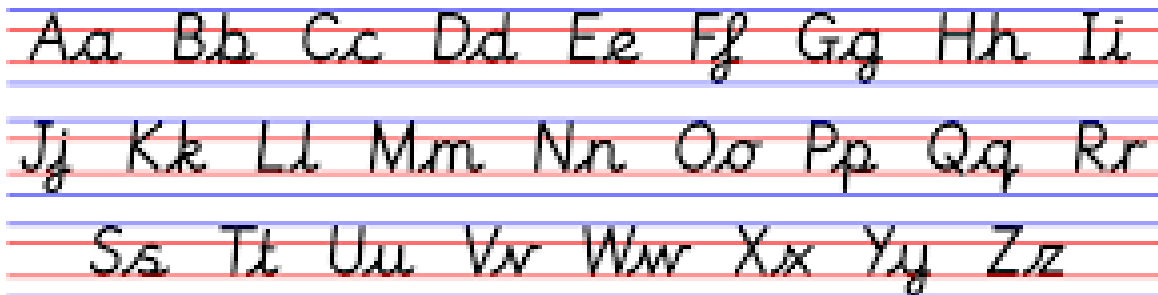 Aa Bb Cc Dd Ee Ff Gg Hh Ii
Jj Kk Ll Mm Nn Oo Pp Qq Rr
Ss Tt Uu Vv Ww Xx Yy Zz